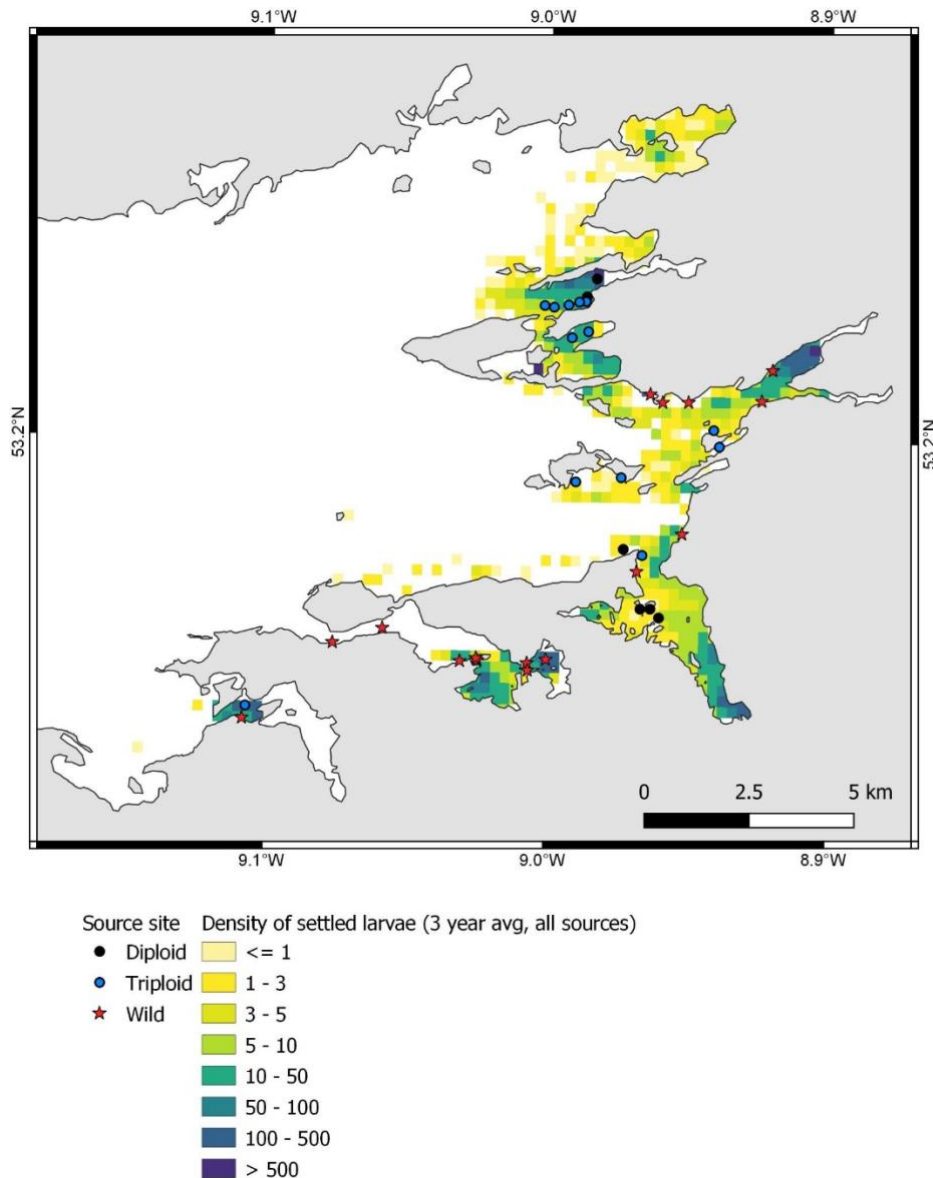 9.1°W 9.0°W 8.9°W
53.2°N 53.2°N
0 2.5 5 km
9.1°W 9.0°W 8.9°W
Source site Density of settled larvae (3 year avg, all sources)
Diploid <= 1
Triploid 1 - 3
Wild 3 - 5
5 - 10
10 - 50
50 - 100
100 - 500
> 500